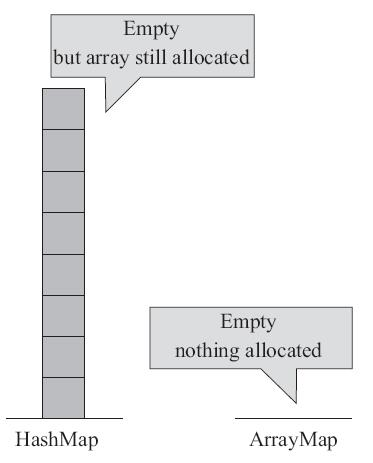 Empty
but array still allocated
Empty
nothing allocated
HashMap
ArrayMap